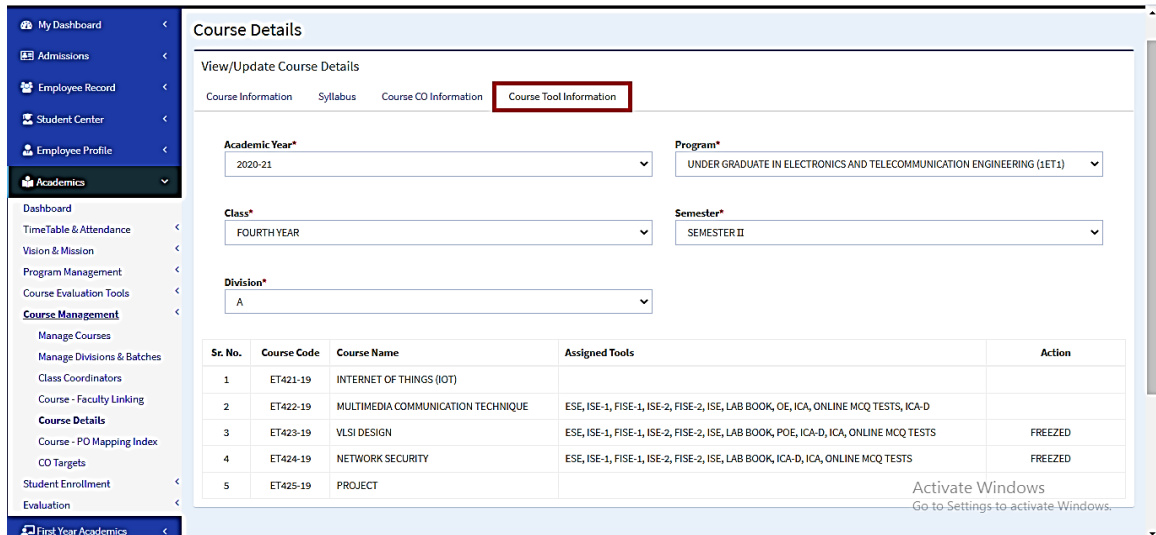 My Dashboard
Admissions
Employee Record
Student Center
Employee Profile
Academics
Dashboard
TimeTable & Attendance
Vision & Mission
Program Management
Course Evaluation Tools
Course Management
Manage Courses
Manage Divisions & Batches
Class Coordinators
Course - Faculty Linking
Course Details
Course - PO Mapping Index
CO Targets
Student Enrollment
Evaluation
First Year Academics
Course Details
View/Update Course Details
Course Information Syllabus Course CO Information Course Tool Information
Academic Year* Program*
2020-21 UNDER GRADUATE IN ELECTRONICS AND TELECOMMUNICATION ENGINEERING (1ET1)
Class* Semester*
FOURTH YEAR SEMESTER II
Division*
A
Sr. No. Course Code Course Name Assigned Tools Action
1 ET421-19 INTERNET OF THINGS (IOT)
2 ET422-19 MULTIMEDIA COMMUNICATION TECHNIQUE ESE, ISE-1, FISE-1, ISE-2, FISE-2, ISE, LAB BOOK, OE, ICA, ONLINE MCQ TESTS, ICA-D
3 ET423-19 VLSI DESIGN ESE, ISE-1, FISE-1, ISE-2, FISE-2, ISE, LAB BOOK, POE, ICA-D, ICA, ONLINE MCQ TESTS FREEZED
4 ET424-19 NETWORK SECURITY ESE, ISE-1, FISE-1, ISE-2, FISE-2, ISE, LAB BOOK, ICA-D, ICA, ONLINE MCQ TESTS FREEZED
5 ET425-19 PROJECT
Activate Windows
Go to Settings to activate Windows.